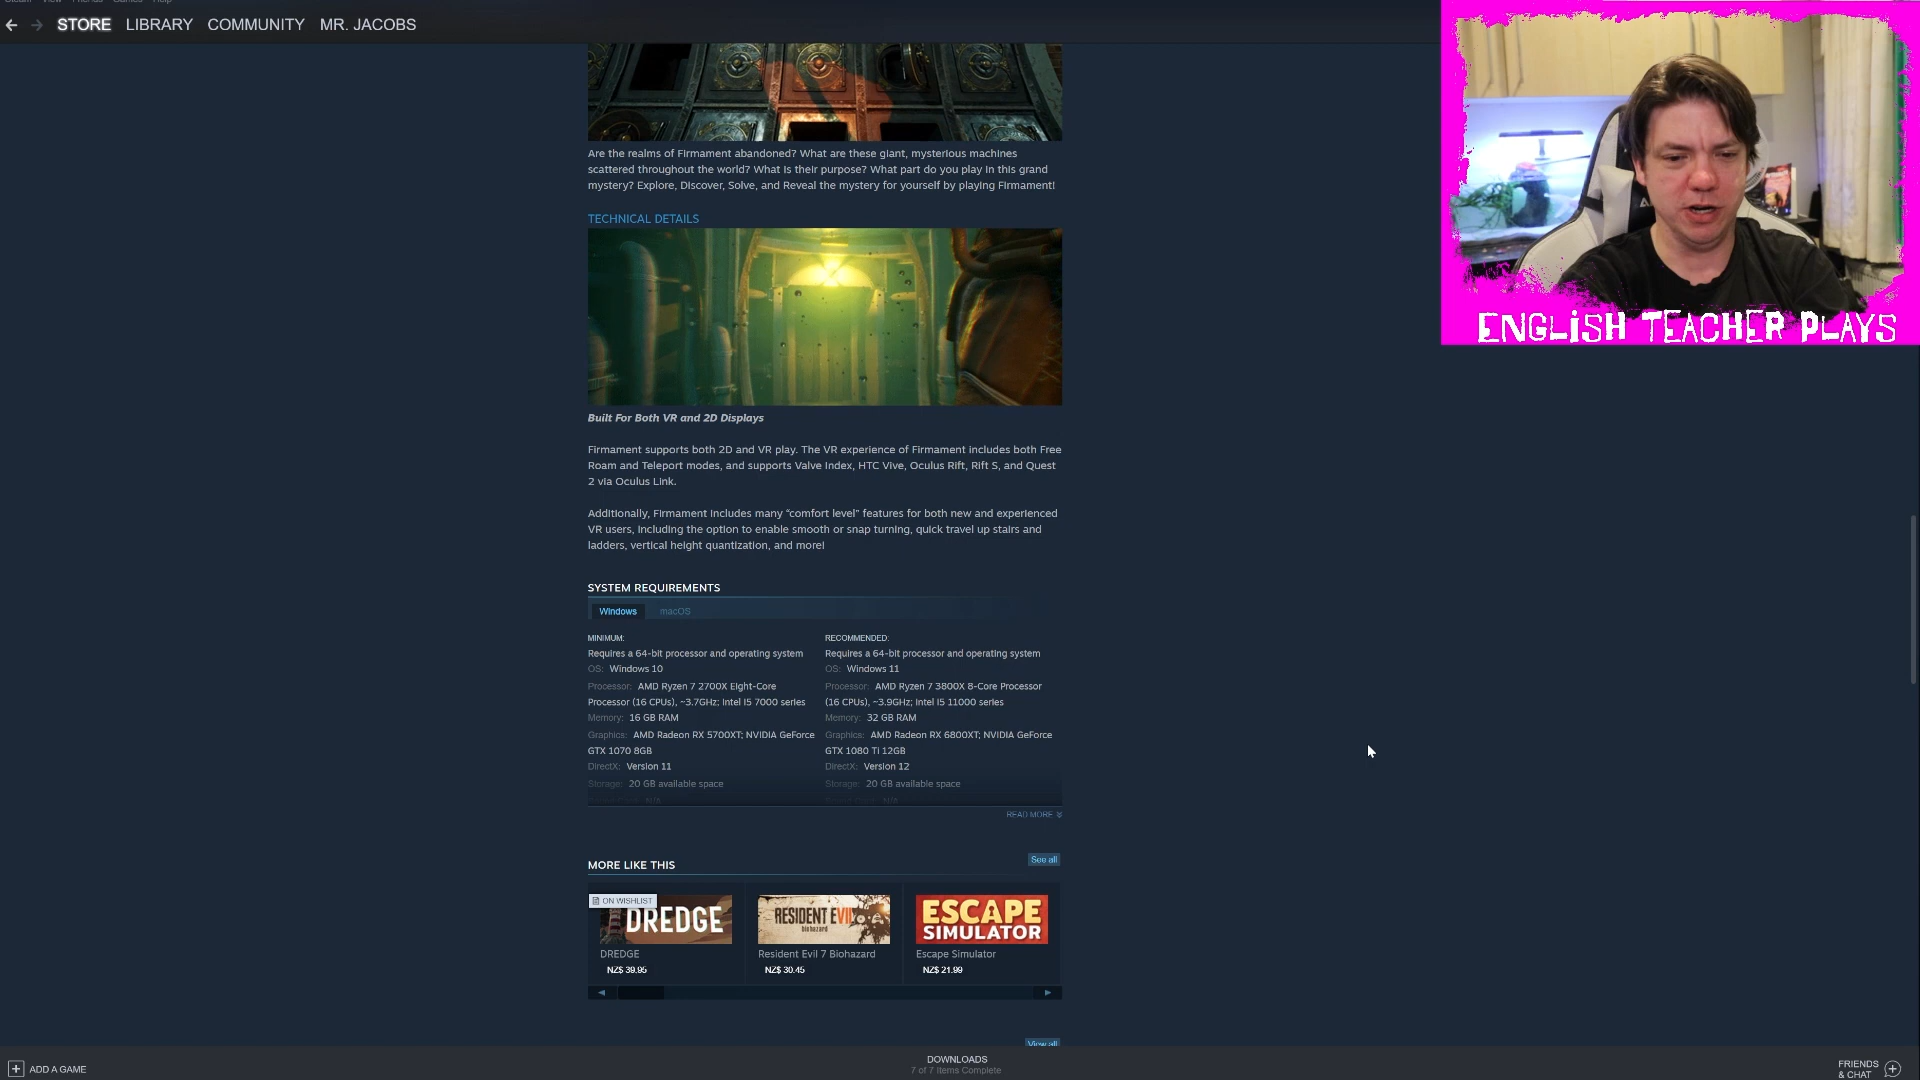 STORE LIBRARY COMMUNITY MR. JACOBS
Are the realms of Firmament abandoned? What are these giant, mysterious machines
scattered throughout the world? What is their purpose? What part do you play in this grand
mystery? Explore, Discover, Solve, and Reveal the mystery for yourself by playing Firmament!
ENGLISH TEACHER PLAYS
TECHNICAL DETAILS
Built For Both VR and 2D Displays
Firmament supports both 2D and VR play. The VR experience of Firmament includes both Free
Roam and Teleport modes, and supports Valve Index, HTC Vive, Oculus Rift, Rift S, and Quest
2 via Oculus Link.
Additionally, Firmament includes many "comfort level" features for both new and experienced
VR users, including the option to enable smooth or snap turning, quick travel up stairs and
ladders, vertical height quantization, and more!
SYSTEM REQUIREMENTS
Windows macOS
MINIMUM:
Requires a 64-bit processor and operating system
OS: Windows 10
Processor: AMD Ryzen 7 2700X Eight-Core
Processor (16 CPUs), ~3.7GHz; Intel i5 7000 series
Memory: 16 GB RAM
Graphics: AMD Radeon RX 5700XT; NVIDIA GeForce
GTX 1070 8GB
DirectX: Version 11
Storage: 20 GB available space
N/A
RECOMMENDED:
Requires a 64-bit processor and operating system
OS: Windows 11
Processor: AMD Ryzen 7 3800X 8-Core Processor
(16 CPUs), ~3.9GHz; Intel i5 11000 series
Memory: 32 GB RAM
Graphics: AMD Radeon RX 6800XT; NVIDIA GeForce
GTX 1080 Ti 12GB
DirectX: Version 12
Storage: 20 GB available space
N/A
READ MORE
MORE LIKE THIS
See all
ON WISHLIST
DREDGE
DREDGE
NZ$ 39.95
RESIDENT EVIL
biohazard
Resident Evil 7 Biohazard
NZ$ 30.45
ESCAPE
SIMULATOR
Escape Simulator
NZ$ 21.99
View all
ADD A GAME
DOWNLOADS
7 of 7 Items Complete
FRIENDS
& CHAT